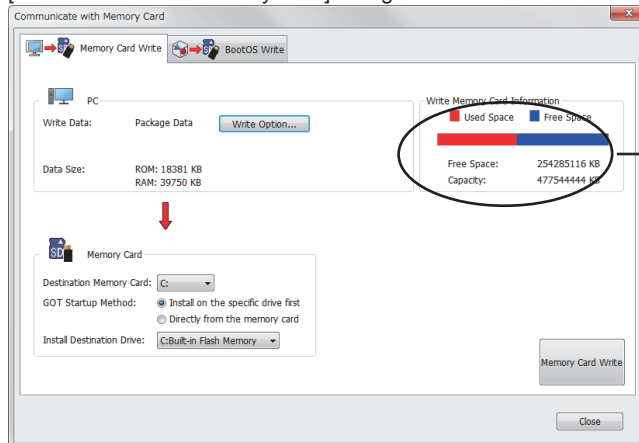 Communicate with Memory Card
Memory Card Write
BootOS Write
PC
Write Data: Package Data Write Option...
Data Size: ROM: 18381 KB
RAM: 39750 KB
Write Memory Card Information
Used Space Free Space
Free Space: 254285116 KB
Capacity: 477544444 KB
SD Memory Card
Destination Memory Card: C:
GOT Startup Method: Install on the specific drive first
Directly from the memory card
Install Destination Drive: C:Built-in Flash Memory
Memory Card Write
Close